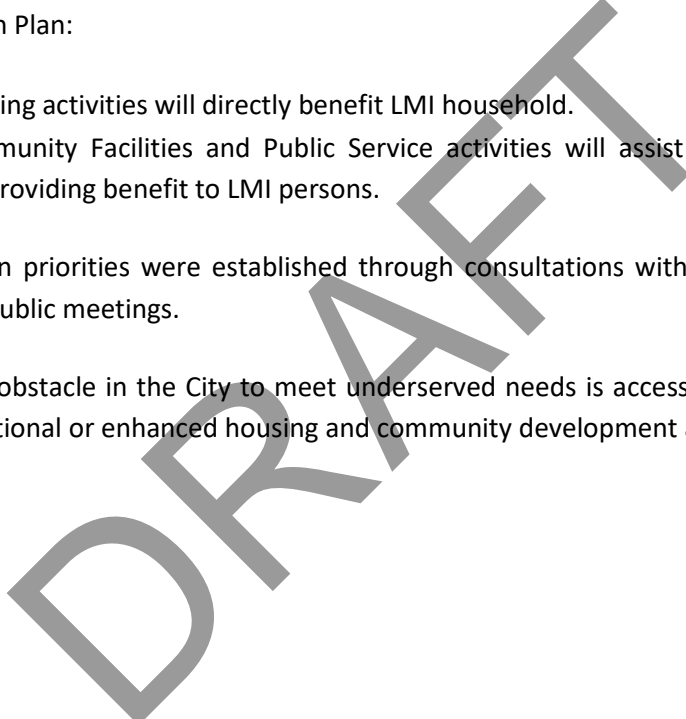 n Plan:
ing activities will directly benefit LMI household.
munity Facilities and Public Service activities will assist
roviding benefit to LMI persons.
n priorities were established through consultations with
ublic meetings.
obstacle in the City to meet underserved needs is access
tional or enhanced housing and community development
DRAFT